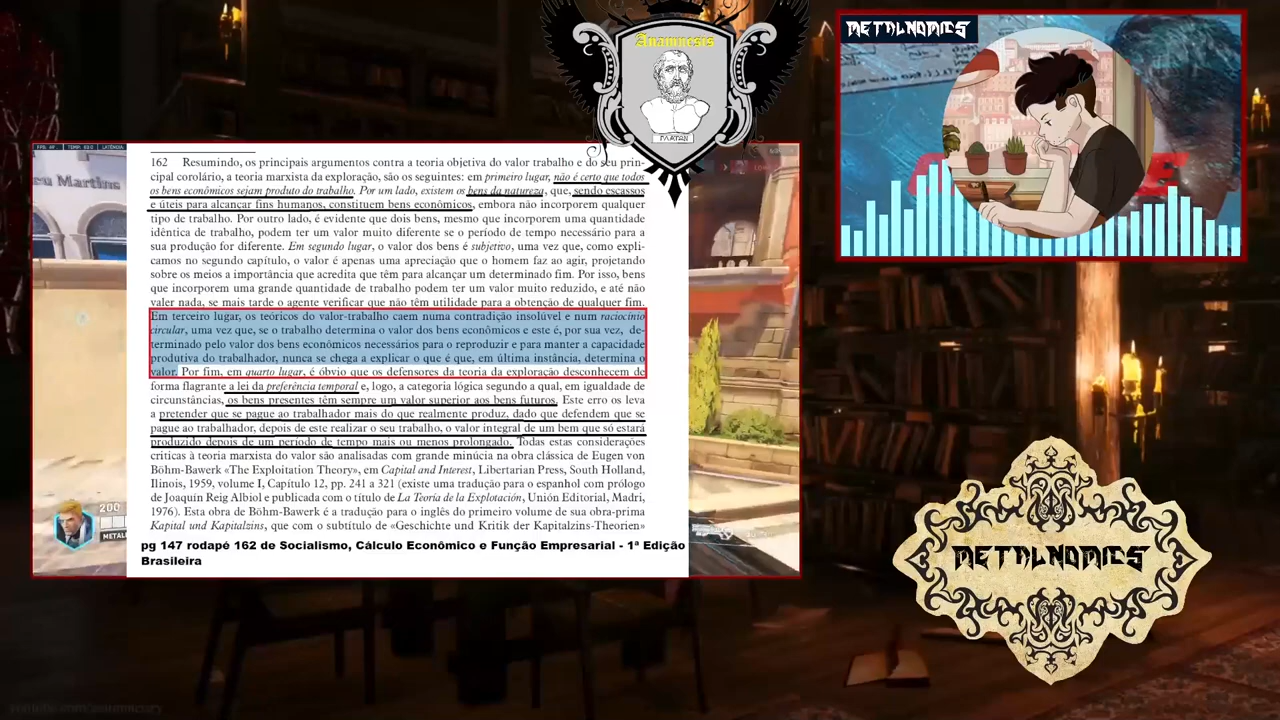 Anamnesis
PLATÃO
METALNOMICS
FPS
TEMP.
LATÊNCIA
eu Martins
162 Resumindo, os principais argumentos contra a teoria objetiva do valor trabalho e do seu prin-
cipal corolário, a teoria marxista da exploração, são os seguintes: em primeiro lugar, não é certo que todos
os bens econômicos sejam produto do trabalho. Por um lado, existem os bens da natureza, que, sendo escassos
e úteis para alcançar fins humanos, constituem bens econômicos, embora não incorporem qualquer
tipo de trabalho. Por outro lado, é evidente que dois bens, mesmo que incorporem uma quantidade
idêntica de trabalho, podem ter um valor muito diferente se o período de tempo necessário para a
sua produção for diferente. Em segundo lugar, o valor dos bens é subjetivo, uma vez que, como expli-
camos no segundo capítulo, o valor é apenas uma apreciação que o homem faz ao agir, projetando
sobre os meios a importância que acredita que têm para alcançar um determinado fim. Por isso, bens
que incorporem uma grande quantidade de trabalho podem ter um valor muito reduzido, e até não
valer nada, se mais tarde o agente verificar que não têm utilidade para a obtenção de qualquer fim.
Em terceiro lugar, os teóricos do valor-trabalho caem numa contradição insolúvel e num raciocínio
circular, uma vez que, se o trabalho determina o valor dos bens econômicos e este é, por sua vez, de-
terminado pelo valor dos bens econômicos necessários para o reproduzir e para manter a capacidade
produtiva do trabalhador, nunca se chega a explicar o que é que, em última instância, determina o
valor. Por fim, em quarto lugar, é óbvio que os defensores da teoria da exploração desconhecem de
forma flagrante a lei da preferência temporal e, logo, a categoria lógica segundo a qual, em igualdade de
circunstâncias, os bens presentes têm sempre um valor superior aos bens futuros. Este erro os leva
a pretender que se pague ao trabalhador mais do que realmente produz, dado que defendem que se
pague ao trabalhador, depois de este realizar o seu trabalho, o valor integral de um bem que só estará
produzido depois de um período de tempo mais ou menos prolongado. Todas estas considerações
críticas à teoria marxista do valor são analisadas com grande minúcia na obra clássica de Eugen von
Böhm-Bawerk «The Exploitation Theory», em Capital and Interest, Libertarian Press, South Holland,
Ilinois, 1959, volume I, Capítulo 12, pp. 241 a 321 (existe uma tradução para o espanhol com prólogo
de Joaquín Reig Albiol e publicada com o título de La Teoría de la Explotación, Unión Editorial, Madri,
1976). Esta obra de Böhm-Bawerk é a tradução para o inglês do primeiro volume de sua obra-prima
Kapital und Kapitalzins, que com o subtítulo de «Geschichte und Kritik der Kapitalzins-Theorien»
pg 147 rodapé 162 de Socialismo, Cálculo Econômico e Função Empresarial - 1ª Edição
Brasileira
200
METAL
METALNOMICS